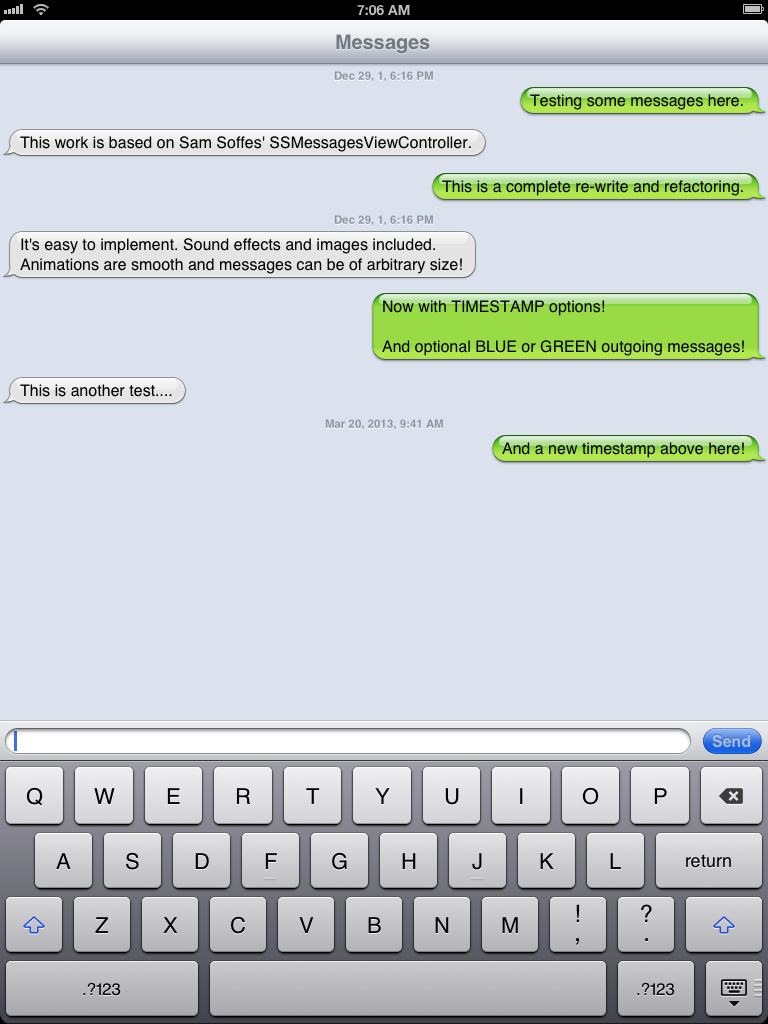 7:06 AM
Messages
Dec 29, 1, 6:16 PM
Testing some messages here.
This work is based on Sam Soffes' SSMessagesViewController.
This is a complete re-write and refactoring.
Dec 29, 1, 6:16 PM
It's easy to implement. Sound effects and images included.
Animations are smooth and messages can be of arbitrary size!
Now with TIMESTAMP options!
And optional BLUE or GREEN outgoing messages!
This is another test....
Mar 20, 2013, 9:41 AM
And a new timestamp above here!
Send
Q W E R T Y U I O P
A S D F G H J K L return
Z X C V B N M ! , ? .
.?123 .?123